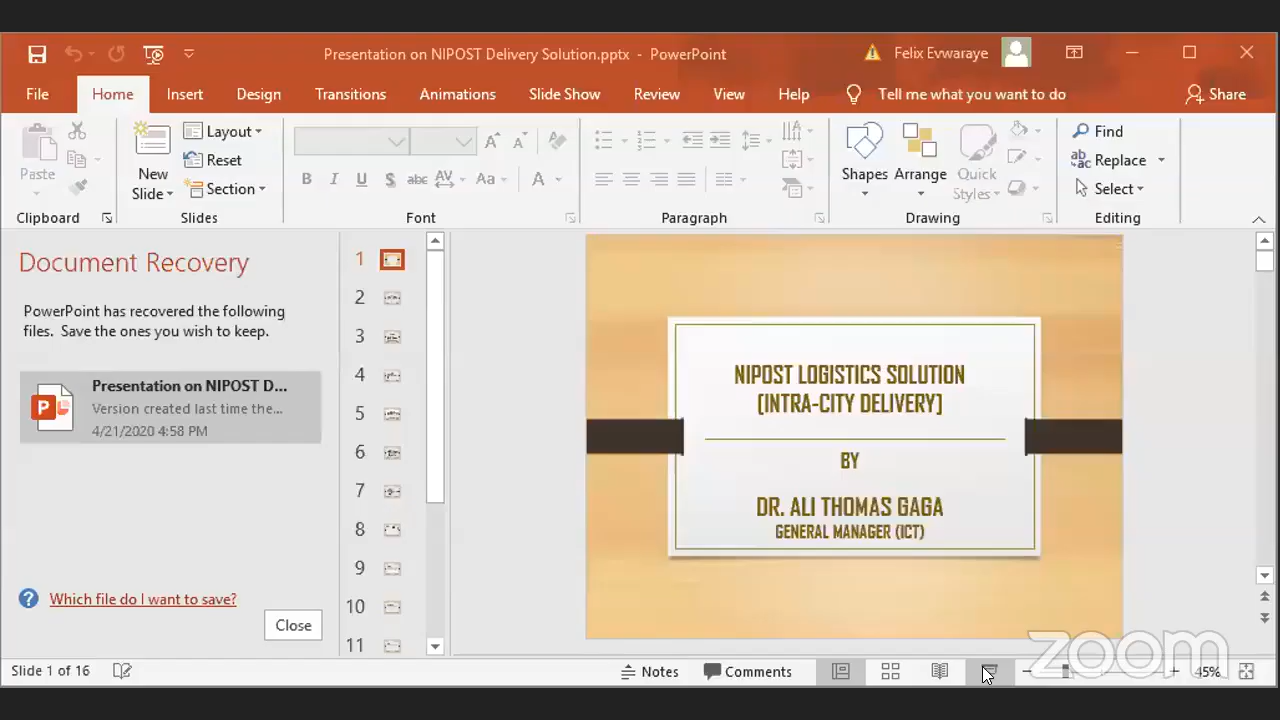 Presentation on NIPOST Delivery Solution.pptx - PowerPoint
Felix Evwaraye
File Home Insert Design Transitions Animations Slide Show Review View Help Tell me what you want to do Share
Paste
New Slide
Layout
Reset
Section
B I U S abc AV Aa A
Shapes
Arrange
Quick Styles
Find
Replace
Select
Clipboard Slides Font Paragraph Drawing Editing
Document Recovery
PowerPoint has recovered the following
files. Save the ones you wish to keep.
Presentation on NIPOST D...
Version created last time the...
4/21/2020 4:58 PM
Which file do I want to save?
Close
1
2
3
4
5
6
7
8
9
10
11
NIPOST LOGISTICS SOLUTION
(INTRA-CITY DELIVERY)
BY
DR. ALI THOMAS GAGA
GENERAL MANAGER (ICT)
Slide 1 of 16
Notes
Comments
45%
zoom